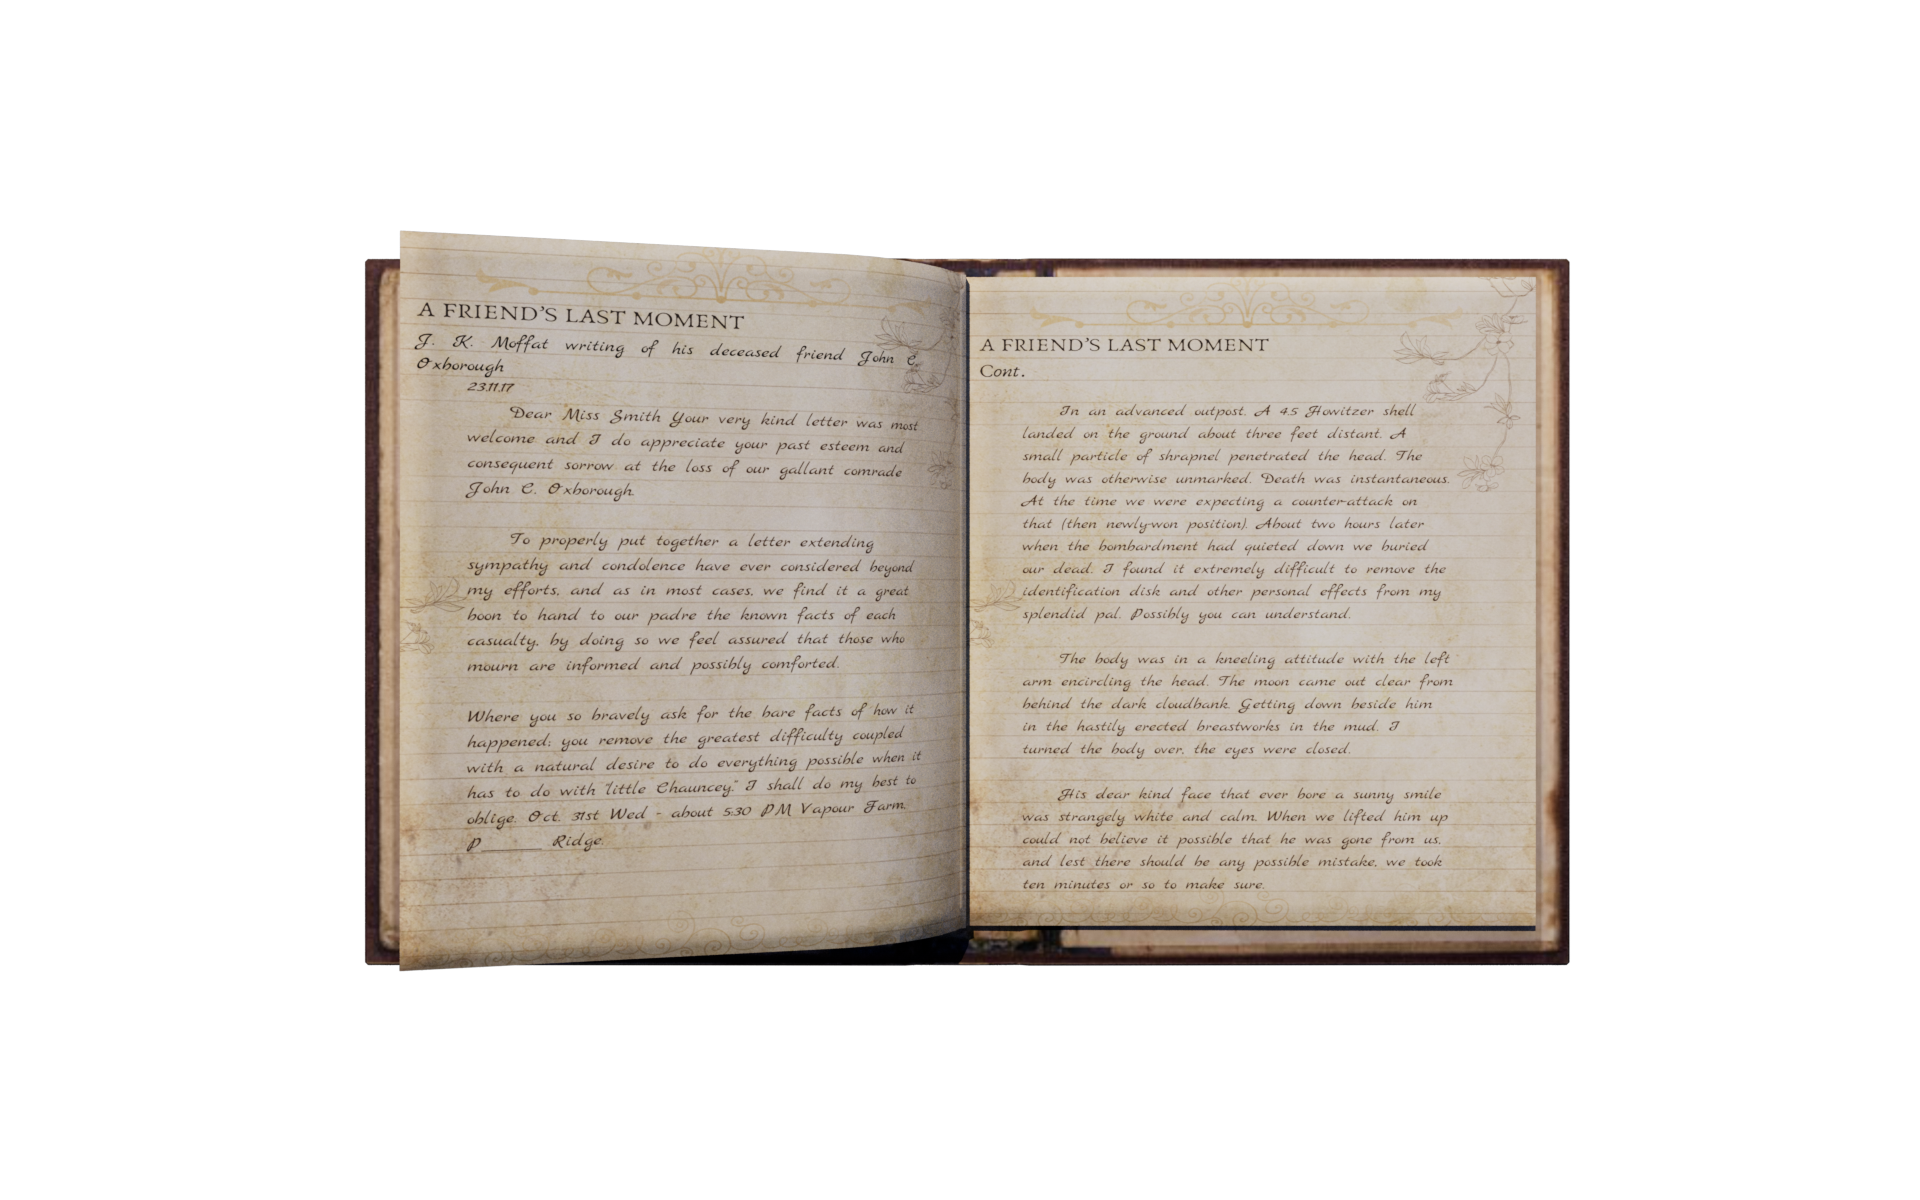 A FRIEND'S LAST MOMENT
J. K. Moffat writing of his deceased friend John C.
Oxborough
23.11.17
Dear Miss Smith Your very kind letter was most
welcome and I do appreciate your past esteem and
consequent sorrow at the loss of our gallant comrade
John C. Oxborough.
To properly put together a letter extending
sympathy and condolence have ever considered beyond
my efforts, and as in most cases, we find it a great
boon to hand to our padre the known facts of each
casualty, by doing so we feel assured that those who
mourn are informed and possibly comforted.
Where you so bravely ask for the bare facts of how it
happened; you remove the greatest difficulty coupled
with a natural desire to do everything possible when it
has to do with "little Chauncey." I shall do my best to
oblige. Oct. 31st Wed - about 5:30 PM Vapour Farm.
P______ Ridge.
A FRIEND'S LAST MOMENT
Cont.
In an advanced outpost. A 4.5 Howitzer shell
landed on the ground about three feet distant. A
small particle of shrapnel penetrated the head. The
body was otherwise unmarked. Death was instantaneous.
At the time we were expecting a counter-attack on
that (then newly-won position). About two hours later
when the bombardment had quieted down we buried
our dead. I found it extremely difficult to remove the
identification disk and other personal effects from my
splendid pal. Possibly you can understand.
The body was in a kneeling attitude with the left
arm encircling the head. The moon came out clear from
behind the dark cloudbank. Getting down beside him
in the hastily erected breastworks in the mud. I
turned the body over, the eyes were closed.
His dear kind face that ever bore a sunny smile
was strangely white and calm. When we lifted him up
could not believe it possible that he was gone from us,
and lest there should be any possible mistake, we took
ten minutes or so to make sure.